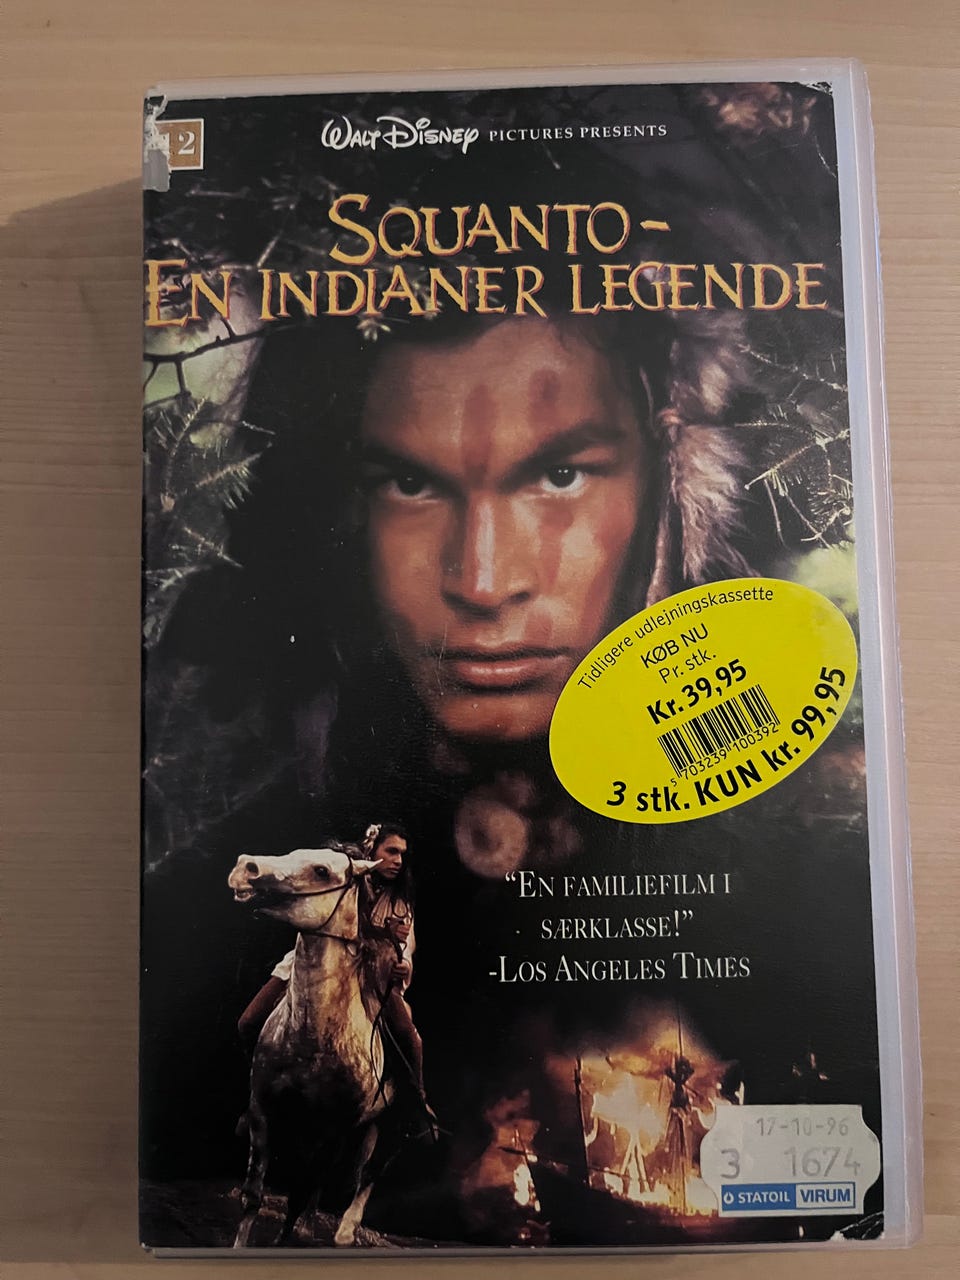 12
WALT DISNEY PICTURES PRESENTS
SQUANTO -
EN INDIANER LEGENDE
Tidligere udlejningskassette
KØB NU
Pr. stk.
Kr. 39,95
5 703239 100392
3 stk. KUN kr. 99,95
“EN FAMILIEFILM I
SÆRKLASSE!”
-LOS ANGELES TIMES
17-10-96
3 1674
STATOIL VIRUM